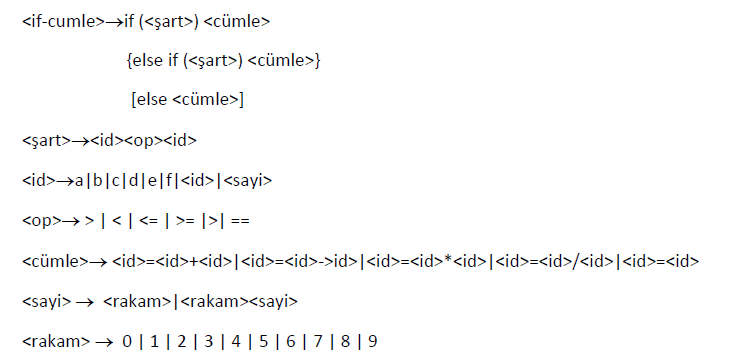 <if-cumle>→if (<şart>) <cümle>
{else if (<şart>) <cümle>}
[else <cümle>]
<şart>→<id><op><id>
<id>→a|b|c|d|e|f|<id>|<sayi>
<op>→ > | < | <= | >= |>| ==
<cümle>→ <id>=<id>+<id>|<id>=<id>->id>|<id>=<id>*<id>|<id>=<id>/<id>|<id>=<id>
<sayi> → <rakam>|<rakam><sayi>
<rakam> → 0 | 1 | 2 | 3 | 4 | 5 | 6 | 7 | 8 | 9